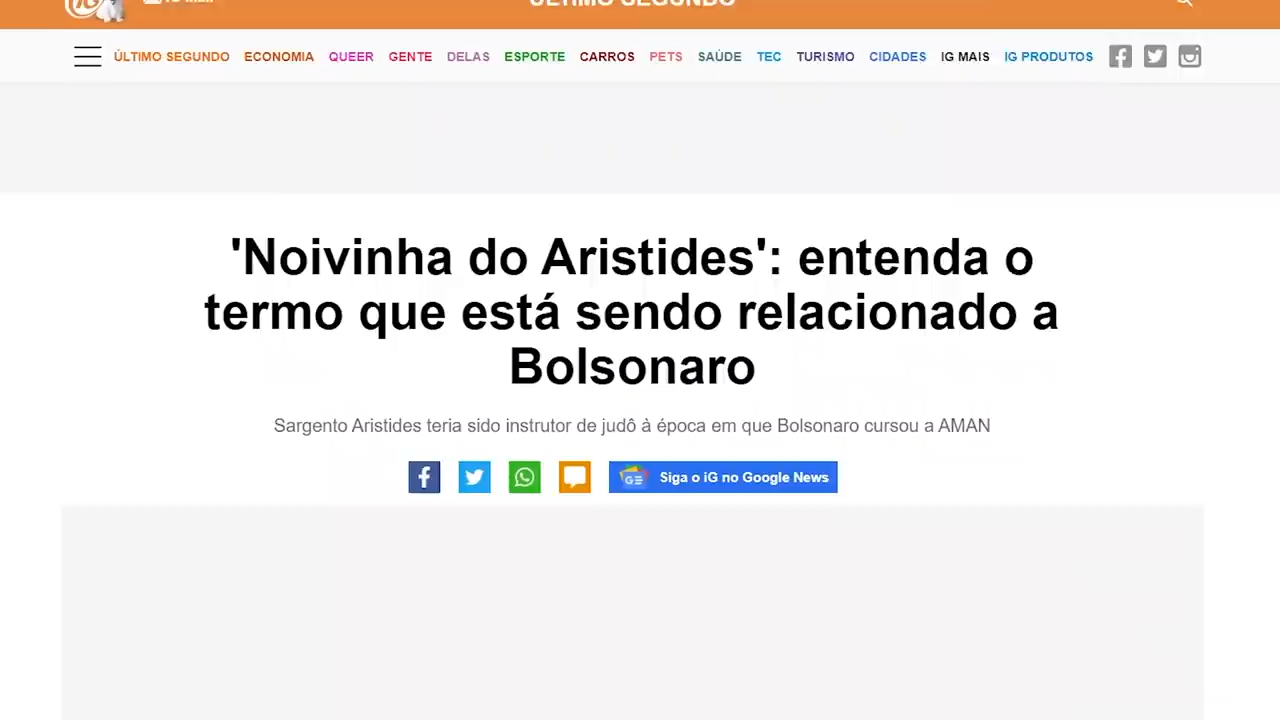 iG
ÚLTIMO SEGUNDO
ÚLTIMO SEGUNDO ECONOMIA QUEER GENTE DELAS ESPORTE CARROS PETS SAÚDE TEC TURISMO CIDADES IG MAIS IG PRODUTOS
'Noivinha do Aristides': entenda o
termo que está sendo relacionado a
Bolsonaro
Sargento Aristides teria sido instrutor de judô à época em que Bolsonaro cursou a AMAN
Siga o iG no Google News